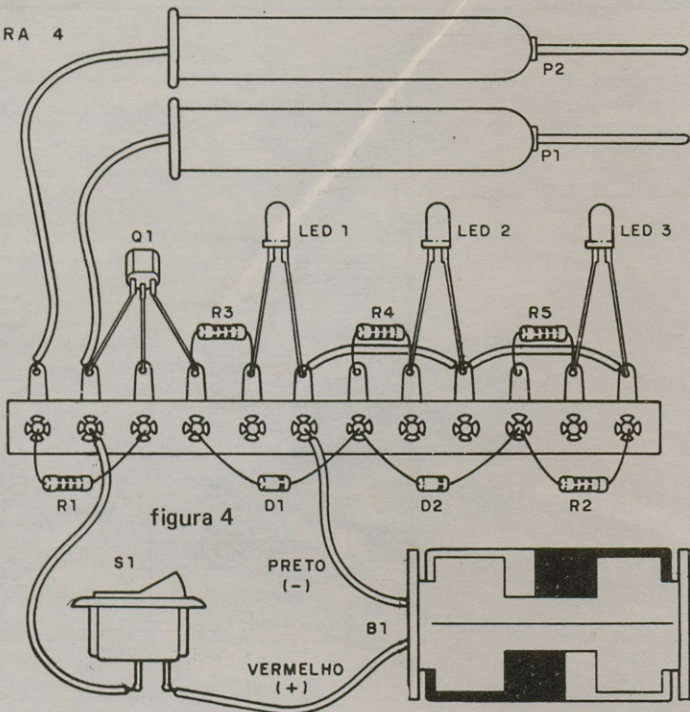 RA 4
P2
P1
Q1
LED 1
LED 2
LED 3
R3
R4
R5
R1
D1
D2
R2
figura 4
S1
PRETO
(-)
B1
VERMELHO
(+)